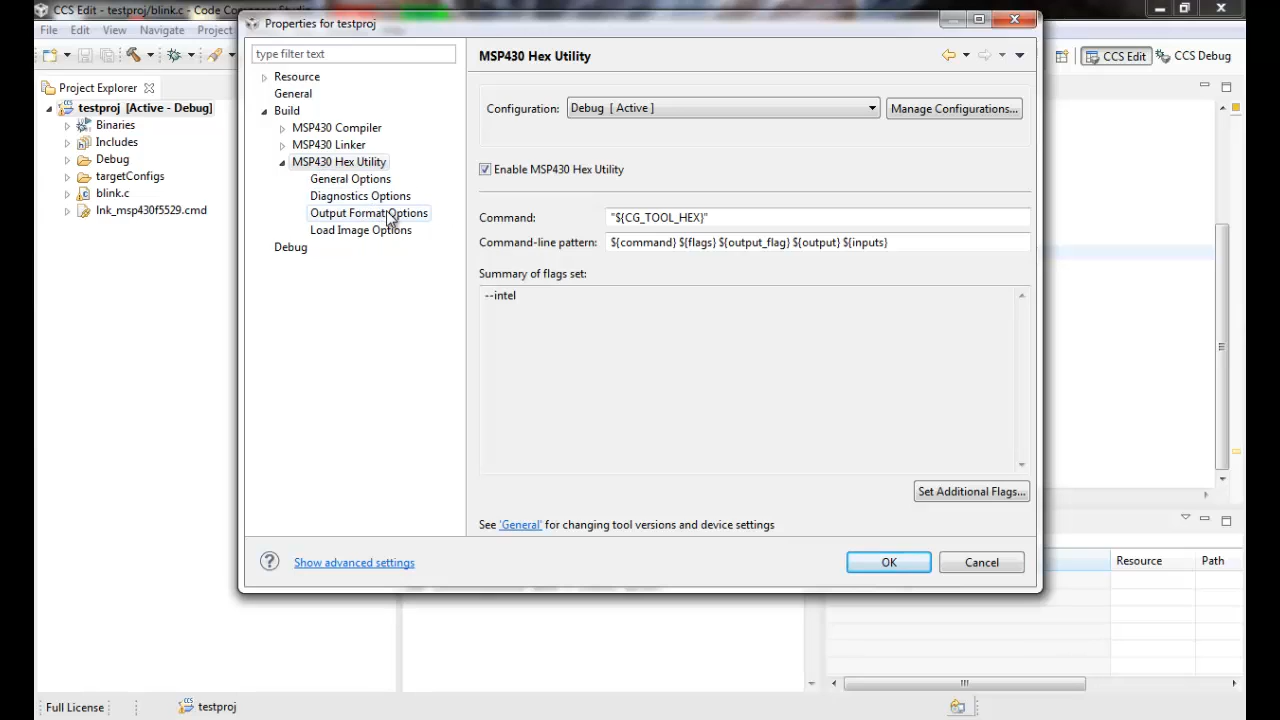 CCS Edit - testproj/blink.c - Code Composer Studio
Properties for testproj
File Edit View Navigate Project
type filter text
MSP430 Hex Utility
CCS Edit
CCS Debug
Project Explorer
Resource
General
Build
MSP430 Compiler
MSP430 Linker
MSP430 Hex Utility
General Options
Diagnostics Options
Output Format Options
Load Image Options
Debug
testproj [Active - Debug]
Binaries
Includes
Debug
targetConfigs
blink.c
lnk_msp430f5529.cmd
Configuration: Debug [ Active ] Manage Configurations...
Enable MSP430 Hex Utility
Command: "${CG_TOOL_HEX}"
Command-line pattern: ${command} ${flags} ${output_flag} ${output} ${inputs}
Summary of flags set:
--intel
Set Additional Flags...
See 'General' for changing tool versions and device settings
Show advanced settings
OK
Cancel
Resource Path
Full License
testproj